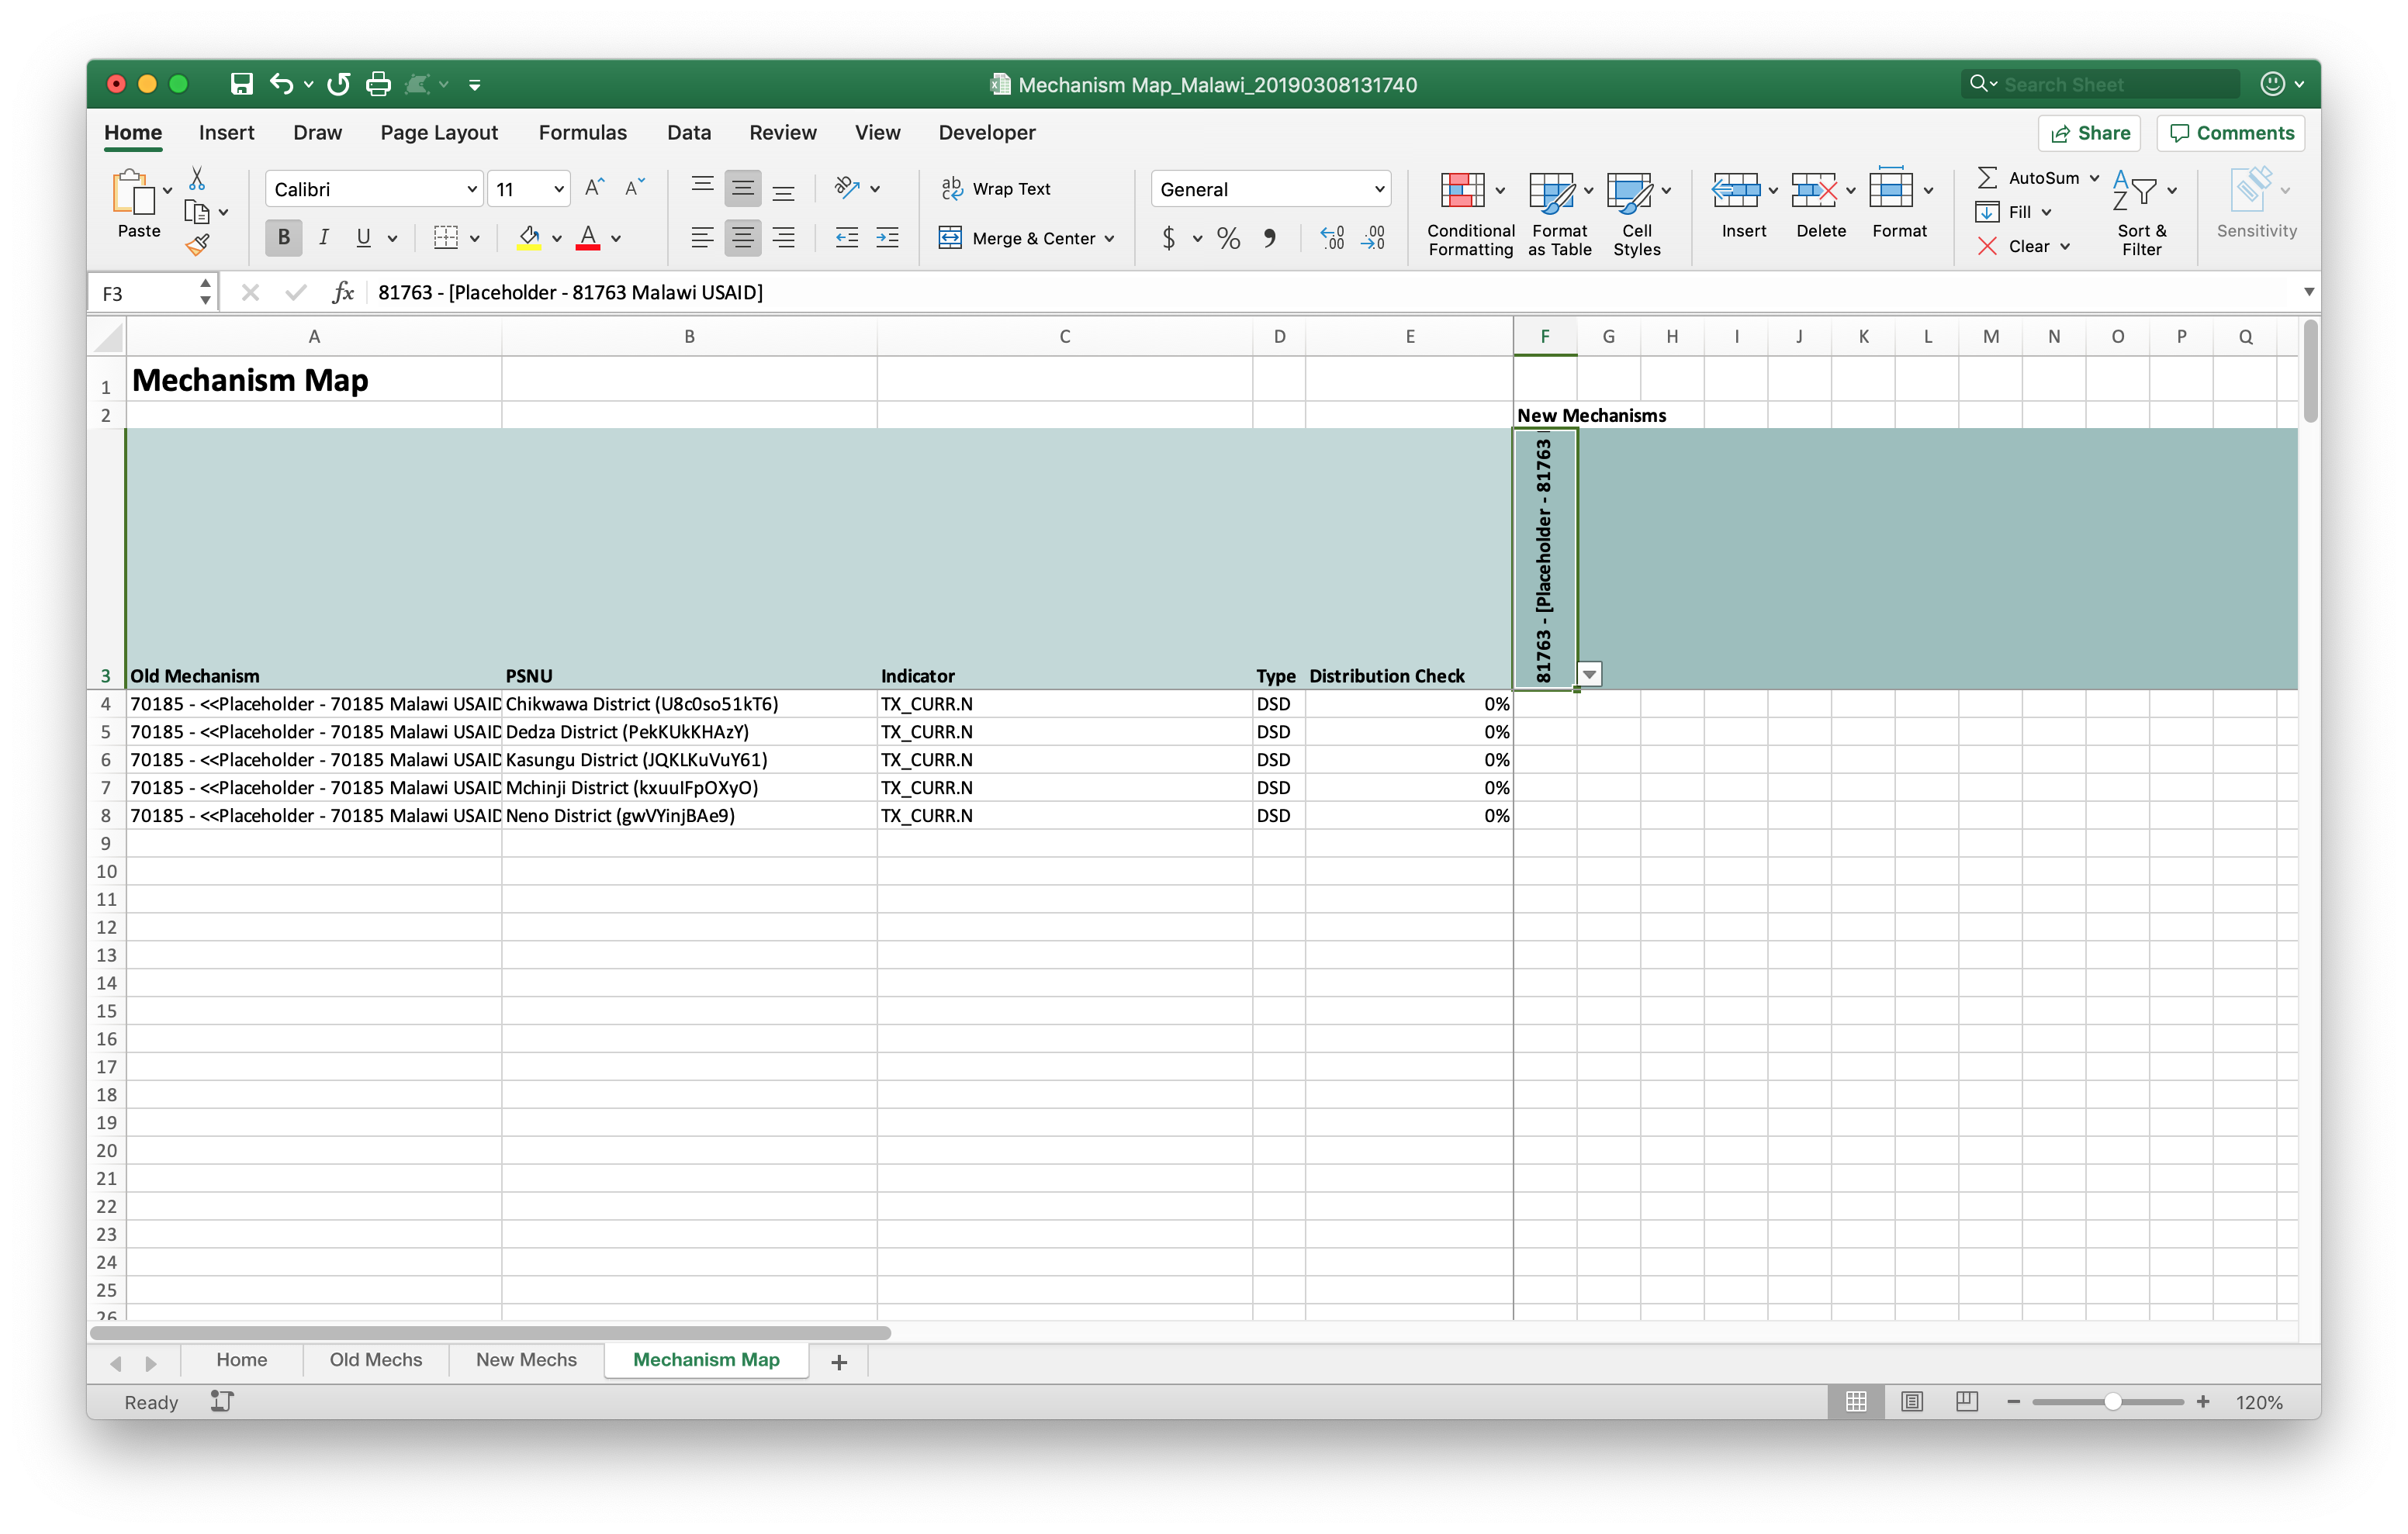 Mechanism Map_Malawi_20190308131740
Search Sheet
Home Insert Draw Page Layout Formulas Data Review View Developer Share Comments
Paste
Calibri 11 A A
B I U A
ab Wrap Text
Merge & Center
General
$ % 
Conditional Formatting
Format as Table
Cell Styles
Insert
Delete
Format
AutoSum
Fill
Clear
Sort & Filter
Sensitivity
F3 fx 81763 - [Placeholder - 81763 Malawi USAID]
A B C D E F G H I J K L M N O P Q
1 Mechanism Map
2 New Mechanisms
81763 - [Placeholder - 81763
3 Old Mechanism PSNU Indicator Type Distribution Check
4 70185 - <<Placeholder - 70185 Malawi USAID Chikwawa District (U8c0so51kT6) TX_CURR.N DSD 0%
5 70185 - <<Placeholder - 70185 Malawi USAID Dedza District (PekKUkKHAzY) TX_CURR.N DSD 0%
6 70185 - <<Placeholder - 70185 Malawi USAID Kasungu District (JQKLKuVuY61) TX_CURR.N DSD 0%
7 70185 - <<Placeholder - 70185 Malawi USAID Mchinji District (kxuuIFpOXyO) TX_CURR.N DSD 0%
8 70185 - <<Placeholder - 70185 Malawi USAID Neno District (gwVYinjBAe9) TX_CURR.N DSD 0%
9
10
11
12
13
14
15
16
17
18
19
20
21
22
23
24
25
26
Home Old Mechs New Mechs Mechanism Map +
Ready 120%